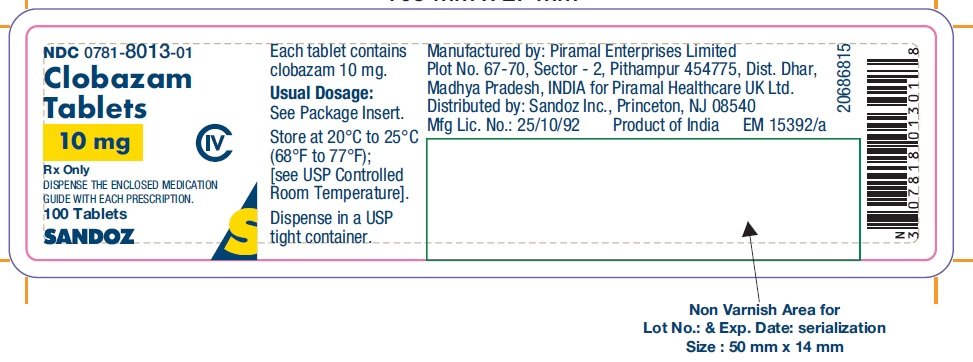 NDC 0781-8013-01
Clobazam
Tablets
10 mg
CIV
Rx Only
DISPENSE THE ENCLOSED MEDICATION
GUIDE WITH EACH PRESCRIPTION.
100 Tablets
SANDOZ
S
Each tablet contains
clobazam 10 mg.
Usual Dosage:
See Package Insert.
Store at 20°C to 25°C
(68°F to 77°F);
[see USP Controlled
Room Temperature].
Dispense in a USP
tight container.
Manufactured by: Piramal Enterprises Limited
Plot No. 67-70, Sector - 2, Pithampur 454775, Dist. Dhar,
Madhya Pradesh, INDIA for Piramal Healthcare UK Ltd.
Distributed by: Sandoz Inc., Princeton, NJ 08540
Mfg Lic. No.: 25/10/92 Product of India EM 15392/a
20686815
N
3 07818 01301 8
Non Varnish Area for
Lot No.: & Exp. Date: serialization
Size : 50 mm x 14 mm